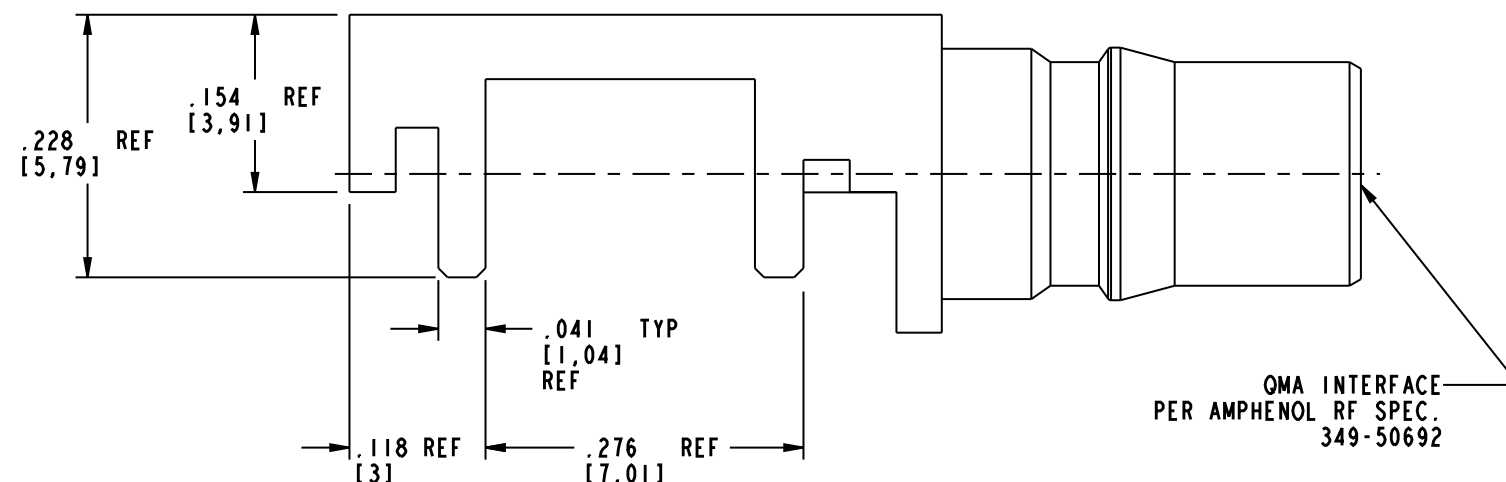 .154 REF
[3,91]
.228 REF
[5,79]
.041 TYP
[1,04]
REF
QMA INTERFACE
PER AMPHENOL RF SPEC.
349-50692
.118 REF
[3]
.276 REF
[7,01]